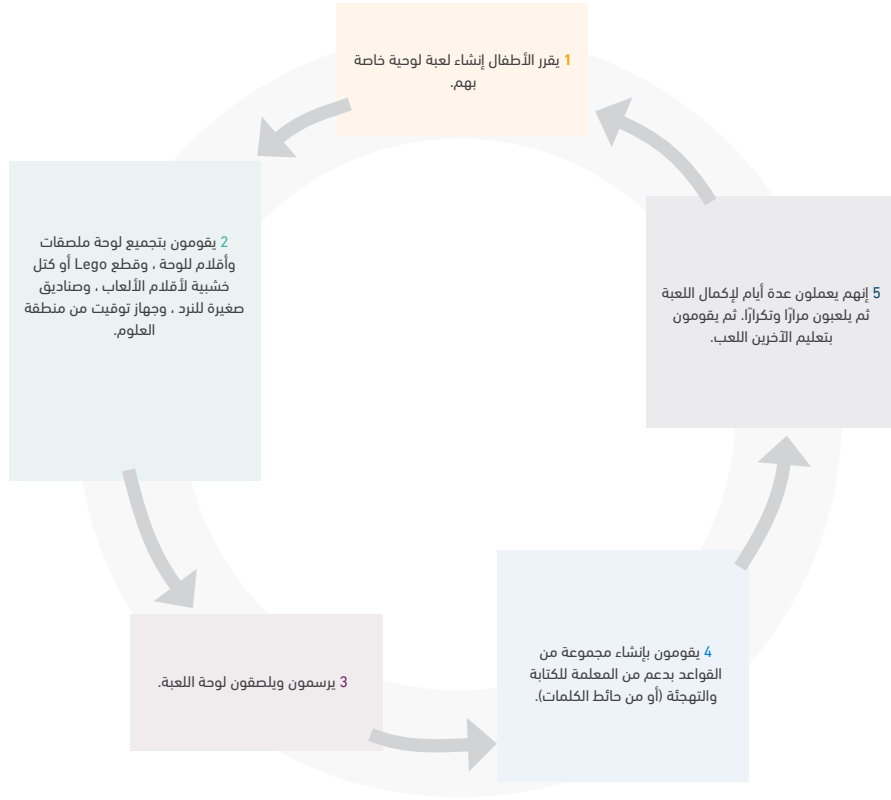 1 يقرر الأطفال إنشاء لعبة لوحية خاصة
بهم.
2 يقومون بتجميع لوحة ملصقات
وأقلام للوحة ، وقطع Lego أو كتل
خشبية لأقلام الألعاب ، وصناديق
صغيرة للنرد ، وجهاز توقيت من منطقة
العلوم.
3 يرسمون ويلصقون لوحة اللعبة.
4 يقومون بإنشاء مجموعة من
القواعد بدعم من المعلمة للكتابة
والتهجئة (أو من حائط الكلمات).
5 إنهم يعملون عدة أيام لإكمال اللعبة
ثم يلعبون مرارًا وتكرارًا. ثم يقومون
بتعليم الآخرين اللعب.